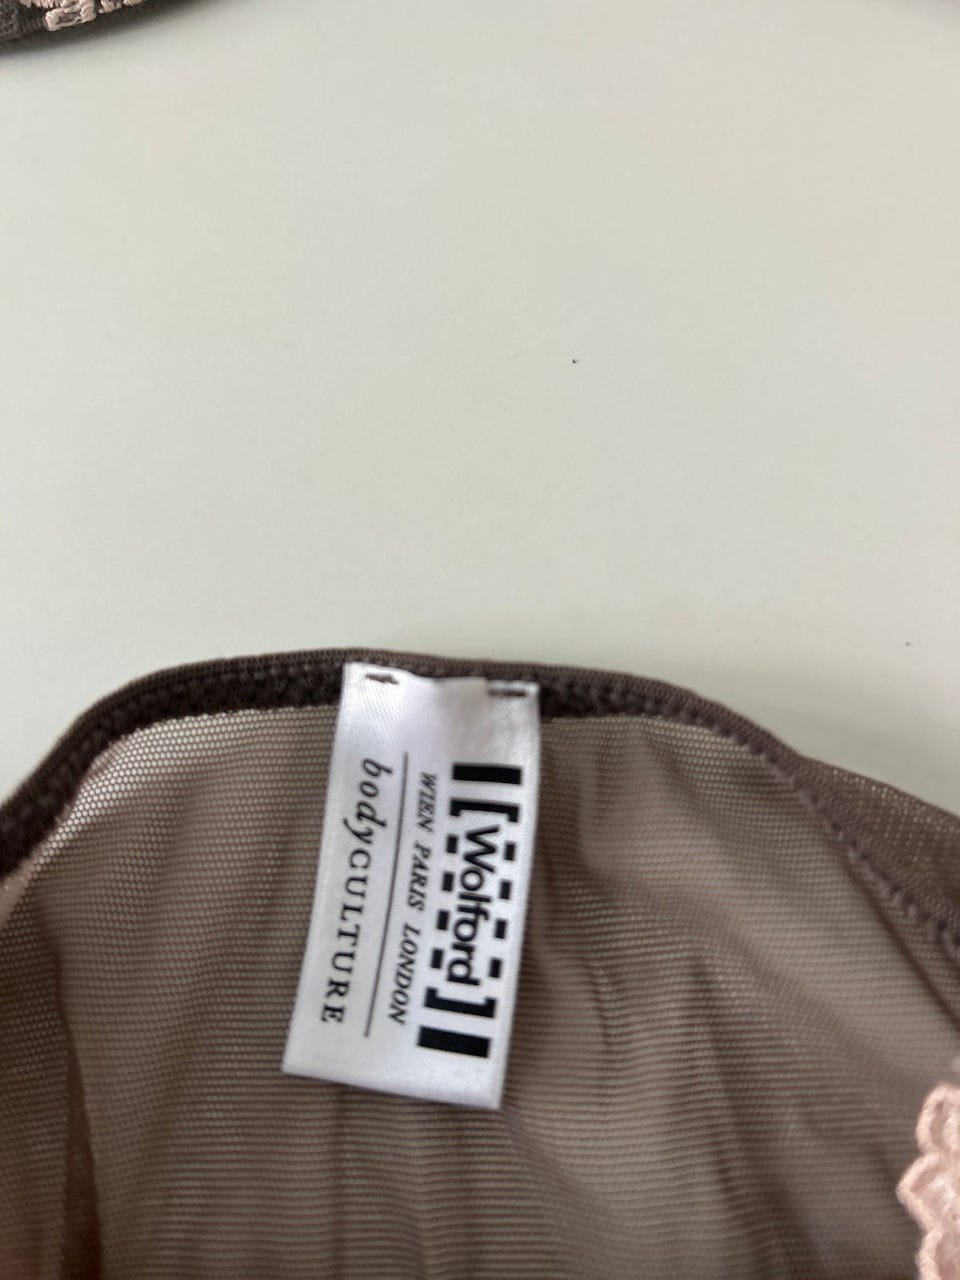 [Wolford]
WIEN PARIS LONDON
bodyCULTURE